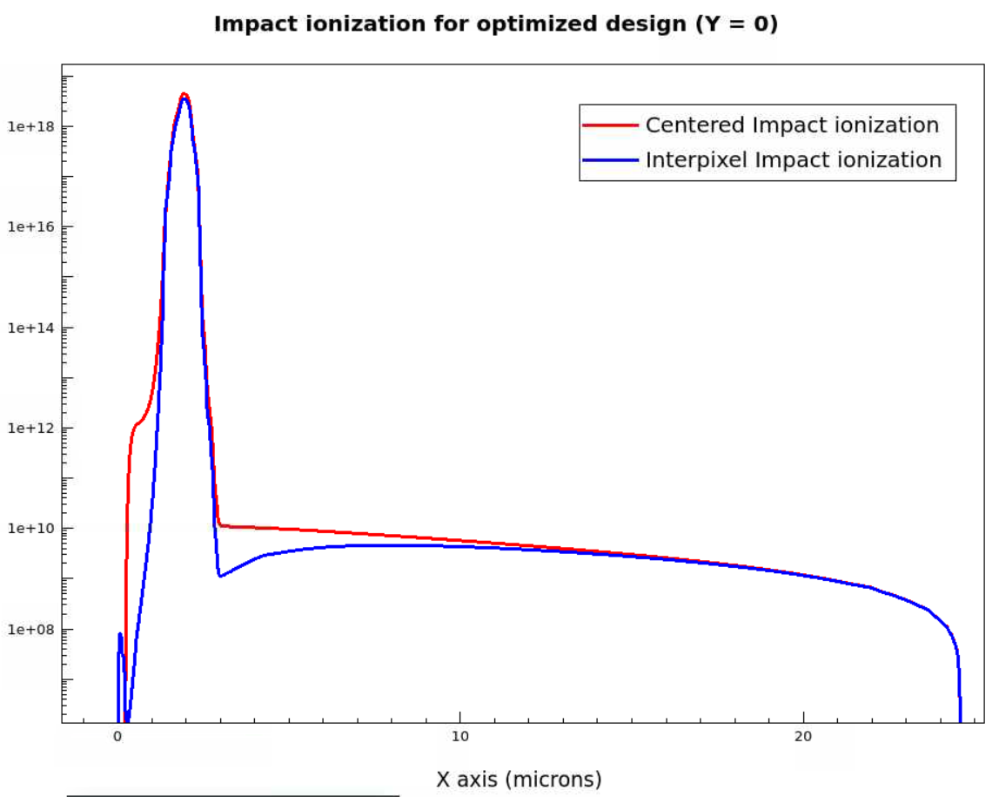 Impact ionization for optimized design (Y = 0)
Centered Impact ionization
Interpixel Impact ionization
1e+18
1e+16
1e+14
1e+12
1e+10
1e+08
0 10 20
X axis (microns)